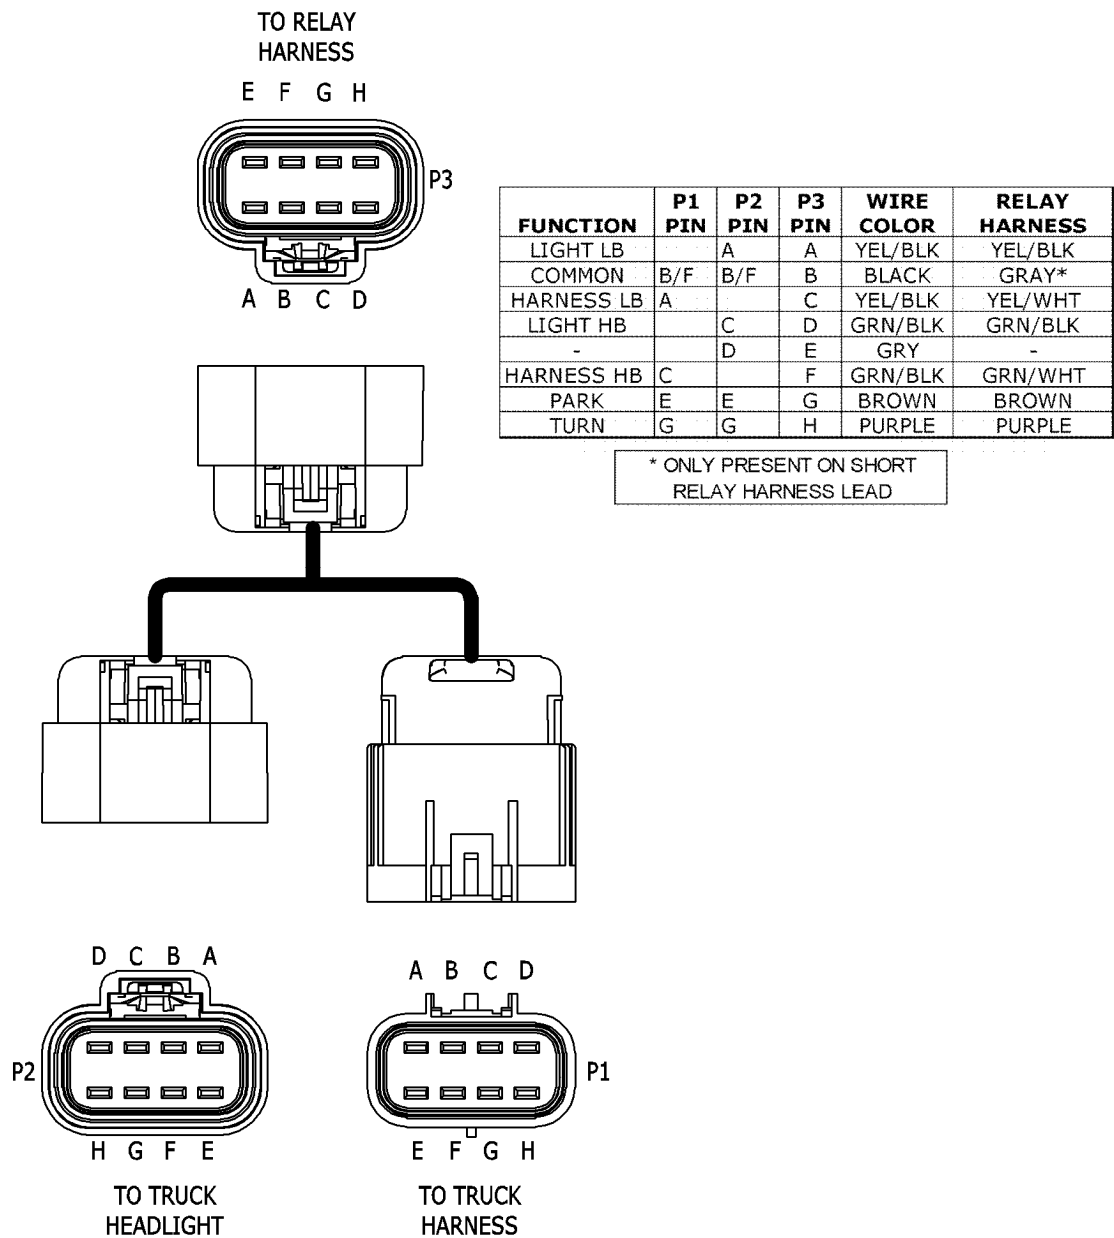 TO RELAY
HARNESS
E F G H
P3
A B C D
FUNCTION P1 PIN P2 PIN P3 PIN WIRE COLOR RELAY HARNESS
LIGHT LB A A YEL/BLK YEL/BLK
COMMON B/F B/F B BLACK GRAY*
HARNESS LB A C YEL/BLK YEL/WHT
LIGHT HB C D GRN/BLK GRN/BLK
- D E GRY -
HARNESS HB C F GRN/BLK GRN/WHT
PARK E E G BROWN BROWN
TURN G G H PURPLE PURPLE
* ONLY PRESENT ON SHORT
RELAY HARNESS LEAD
D C B A
P2
H G F E
TO TRUCK
HEADLIGHT
A B C D
P1
E F G H
TO TRUCK
HARNESS